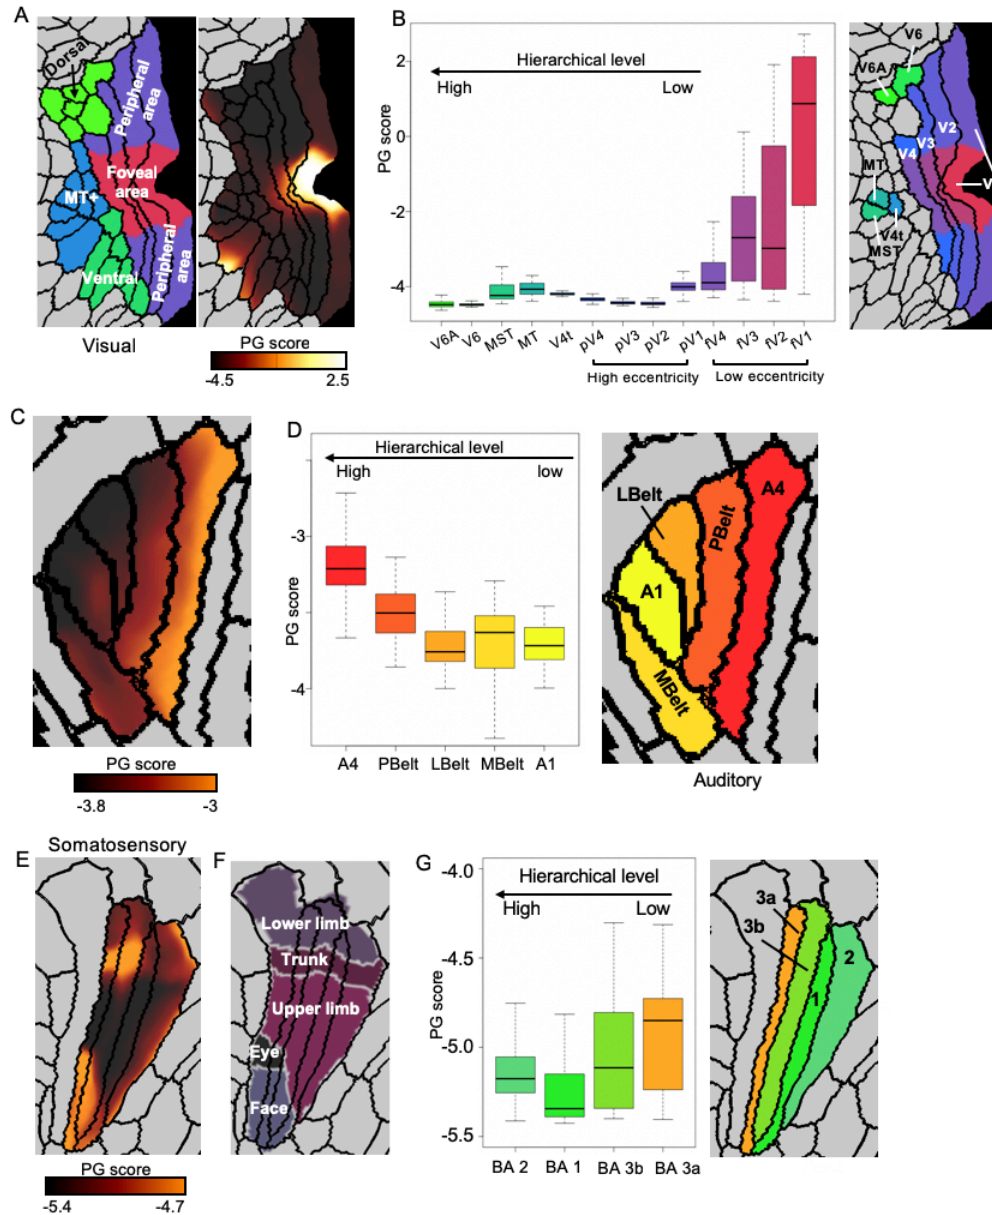 A
Dorsal
Peripheral
area
Foveal
area
MT+
Ventral
Peripheral
area
Visual
PG score
-4.5
2.5
B
Hierarchical level
High
Low
PG score
2
0
-2
-4
V6A
V6
MST
MT
V4t
pV4
pV3
pV2
pV1
fV4
fV3
fV2
fV1
High eccentricity
Low eccentricity
V6
V6A
V2
V3
V4
MT
V
V4t
MST
C
PG score
-3.8
-3
D
Hierarchical level
High
low
PG score
-3
-4
A4
PBelt
LBelt
MBelt
A1
LBelt
A4
PBelt
A1
MBelt
Auditory
Somatosensory
E
PG score
-5.4
-4.7
F
Lower limb
Trunk
Upper limb
Eye
Face
G
Hierarchical level
High
Low
PG score
-4.0
-4.5
-5.0
-5.5
BA 2
BA 1
BA 3b
BA 3a
3a
3b
2
1